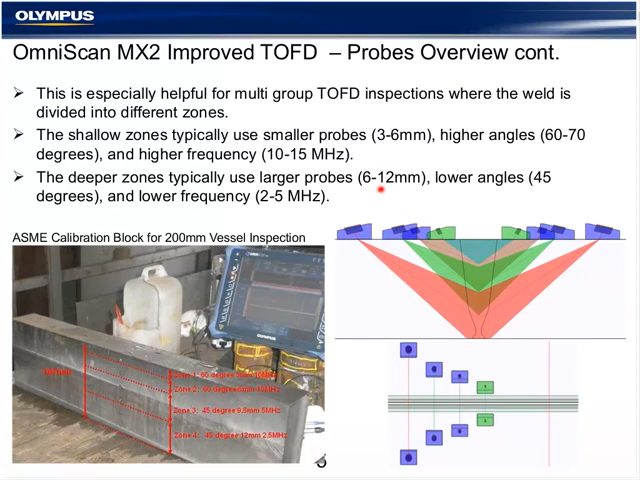 OLYMPUS
OmniScan MX2 Improved TOFD – Probes Overview cont.
➢ This is especially helpful for multi group TOFD inspections where the weld is
divided into different zones.
➢ The shallow zones typically use smaller probes (3-6mm), higher angles (60-70
degrees), and higher frequency (10-15 MHz).
➢ The deeper zones typically use larger probes (6-12mm), lower angles (45
degrees), and lower frequency (2-5 MHz).
ASME Calibration Block for 200mm Vessel Inspection
OLYMPUS
Zone 3: 45 degree 9.5mm 5MHz
Zone 4: 45 degree 12mm 2.5MHz